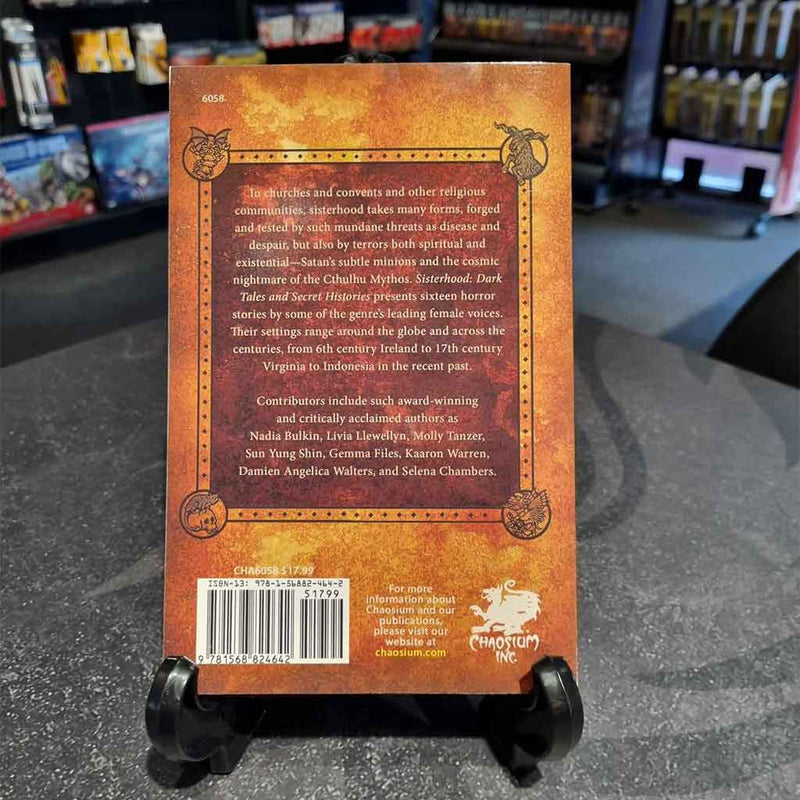 6058
In churches and convents and other religious
communities, sisterhood takes many forms, forged
and tested by such mundane threats as disease and
despair, but also by terrors both spiritual and
existential—Satan's subtle minions and the cosmic
nightmare of the Cthulhu Mythos. Sisterhood: Dark
Tales and Secret Histories presents sixteen horror
stories by some of the genre's leading female voices.
Their settings range around the globe and across the
centuries, from 6th century Ireland to 17th century
Virginia to Indonesia in the recent past.
Contributors include such award-winning
and critically acclaimed authors as
Nadia Bulkin, Livia Llewellyn, Molly Tanzer,
Sun Yung Shin, Gemma Files, Kaaron Warren,
Damien Angelica Walters, and Selena Chambers.
CHA6058 $17.99
ISBN-13: 978-1-56882-464-2
51799
9 781568 824642
For more
information about
Chaosium and our
publications,
please visit our
website at
chaosium.com
CHAOSIUM
INC.